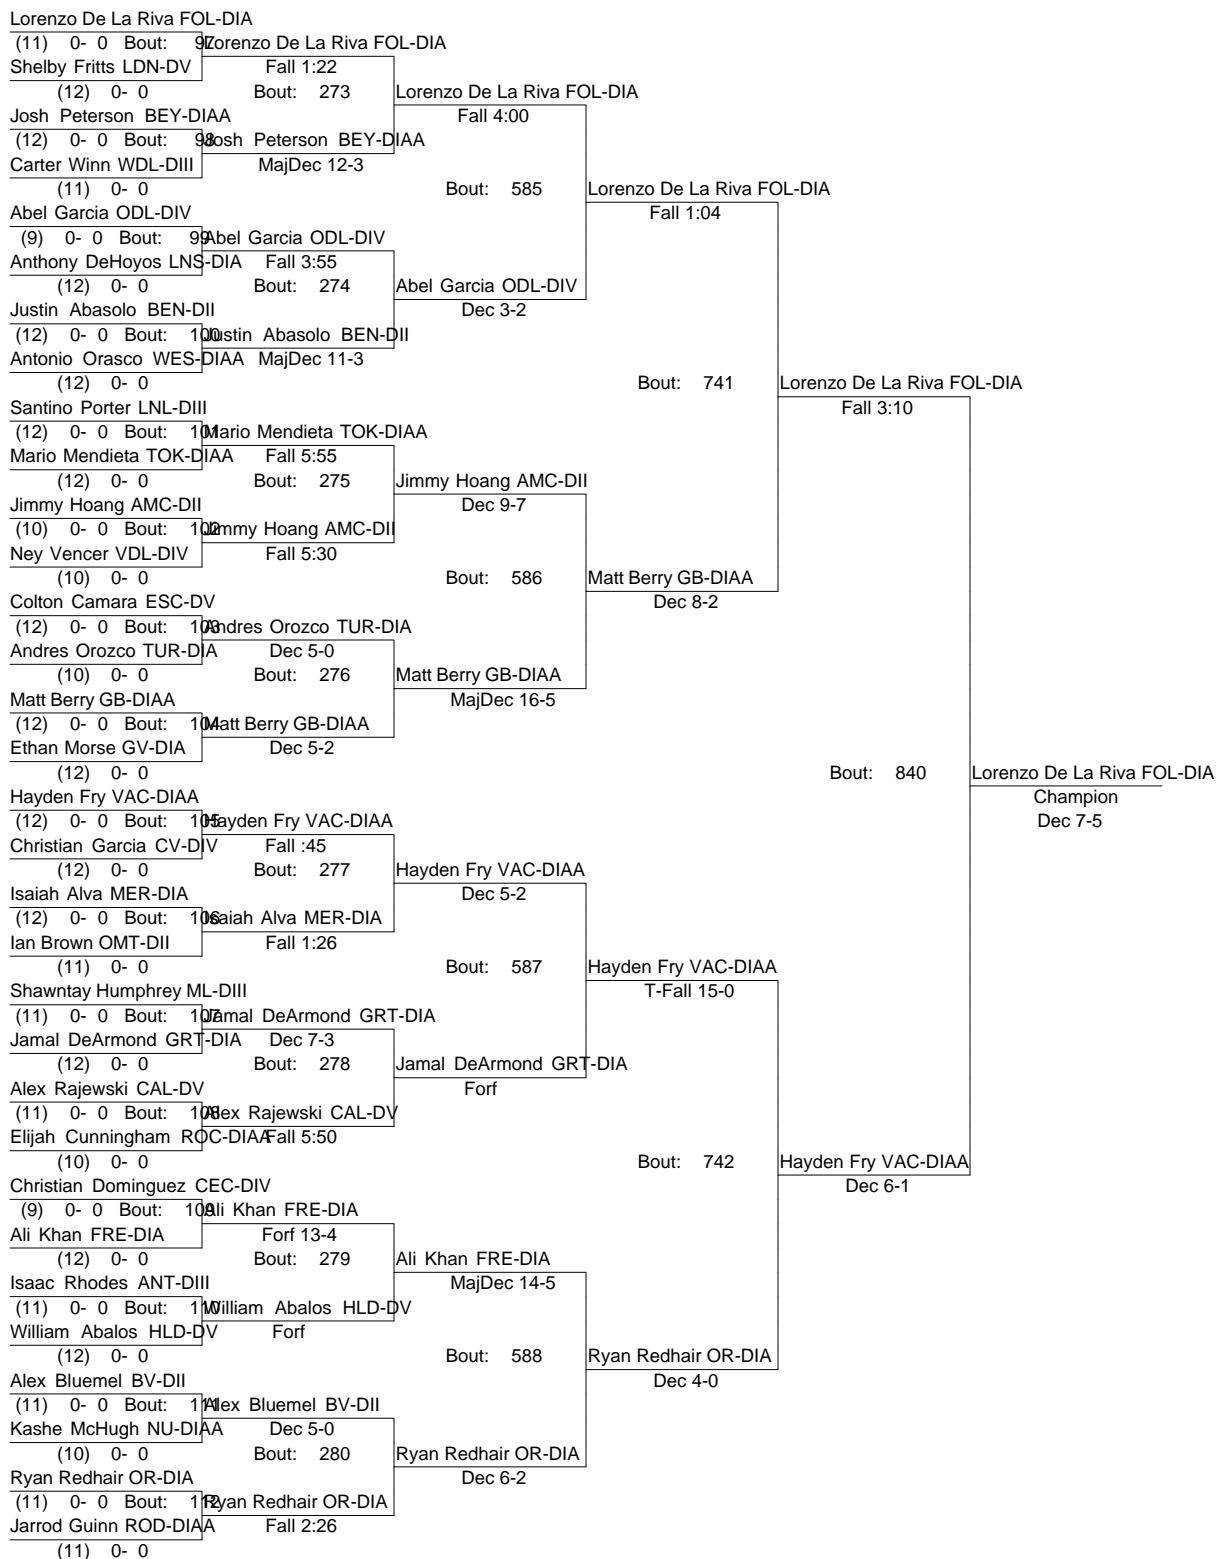 Lorenzo De La Riva FOL-DIA
(11) 0- 0 Bout: 97 Lorenzo De La Riva FOL-DIA
Shelby Fritts LDN-DV Fall 1:22
(12) 0- 0 Bout: 273 Lorenzo De La Riva FOL-DIA
Josh Peterson BEY-DIAA Fall 4:00
(12) 0- 0 Bout: 98 Josh Peterson BEY-DIAA
Carter Winn WDL-DIII MajDec 12-3
(11) 0- 0 Bout: 585 Lorenzo De La Riva FOL-DIA
Abel Garcia ODL-DIV Fall 1:04
(9) 0- 0 Bout: 99 Abel Garcia ODL-DIV
Anthony DeHoyos LNS-DIA Fall 3:55
(12) 0- 0 Bout: 274 Abel Garcia ODL-DIV
Justin Abasolo BEN-DII Dec 3-2
(12) 0- 0 Bout: 100 Justin Abasolo BEN-DII
Antonio Orasco WES-DIAA MajDec 11-3
(12) 0- 0 Bout: 741 Lorenzo De La Riva FOL-DIA
Santino Porter LNL-DIII Fall 3:10
(12) 0- 0 Bout: 101 Mario Mendieta TOK-DIAA
Mario Mendieta TOK-DIAA Fall 5:55
(12) 0- 0 Bout: 275 Jimmy Hoang AMC-DII
Jimmy Hoang AMC-DII Dec 9-7
(10) 0- 0 Bout: 102 Jimmy Hoang AMC-DII
Ney Vencer VDL-DIV Fall 5:30
(10) 0- 0 Bout: 586 Matt Berry GB-DIAA
Colton Camara ESC-DV Dec 8-2
(12) 0- 0 Bout: 103 Andres Orozco TUR-DIA
Andres Orozco TUR-DIA Dec 5-0
(10) 0- 0 Bout: 276 Matt Berry GB-DIAA
Matt Berry GB-DIAA MajDec 16-5
(12) 0- 0 Bout: 104 Matt Berry GB-DIAA
Ethan Morse GV-DIA Dec 5-2
(12) 0- 0 Bout: 840 Lorenzo De La Riva FOL-DIA
Hayden Fry VAC-DIAA Champion
(12) 0- 0 Bout: 105 Hayden Fry VAC-DIAA Dec 7-5
Christian Garcia CV-DIV Fall :45
(12) 0- 0 Bout: 277 Hayden Fry VAC-DIAA
Isaiah Alva MER-DIA Dec 5-2
(12) 0- 0 Bout: 106 Isaiah Alva MER-DIA
Ian Brown OMT-DII Fall 1:26
(11) 0- 0 Bout: 587 Hayden Fry VAC-DIAA
Shawntay Humphrey ML-DIII T-Fall 15-0
(11) 0- 0 Bout: 107 Jamal DeArmond GRT-DIA
Jamal DeArmond GRT-DIA Dec 7-3
(12) 0- 0 Bout: 278 Jamal DeArmond GRT-DIA
Alex Rajewski CAL-DV Forf
(11) 0- 0 Bout: 108 Alex Rajewski CAL-DV
Elijah Cunningham ROC-DIAA Fall 5:50
(10) 0- 0 Bout: 742 Hayden Fry VAC-DIAA
Christian Dominguez CEC-DIV Dec 6-1
(9) 0- 0 Bout: 109 Ali Khan FRE-DIA
Ali Khan FRE-DIA Forf 13-4
(12) 0- 0 Bout: 279 Ali Khan FRE-DIA
Isaac Rhodes ANT-DIII MajDec 14-5
(11) 0- 0 Bout: 110 William Abalos HLD-DV
William Abalos HLD-DV Forf
(12) 0- 0 Bout: 588 Ryan Redhair OR-DIA
Alex Bluemel BV-DII Dec 4-0
(11) 0- 0 Bout: 111 Alex Bluemel BV-DII
Kashe McHugh NU-DIAA Dec 5-0
(10) 0- 0 Bout: 280 Ryan Redhair OR-DIA
Ryan Redhair OR-DIA Dec 6-2
(11) 0- 0 Bout: 112 Ryan Redhair OR-DIA
Jarrod Guinn ROD-DIAA Fall 2:26
(11) 0- 0